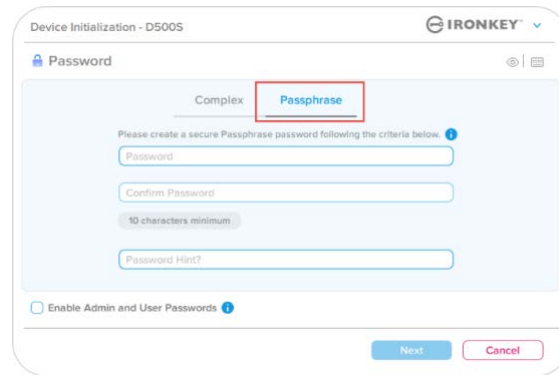 Device Initialization - D500S
IRONKEY
Password
Complex
Passphrase
Please create a secure Passphrase password following the criteria below.
Password
Confirm Password
10 characters minimum
Password Hint?
Enable Admin and User Passwords
Next
Cancel